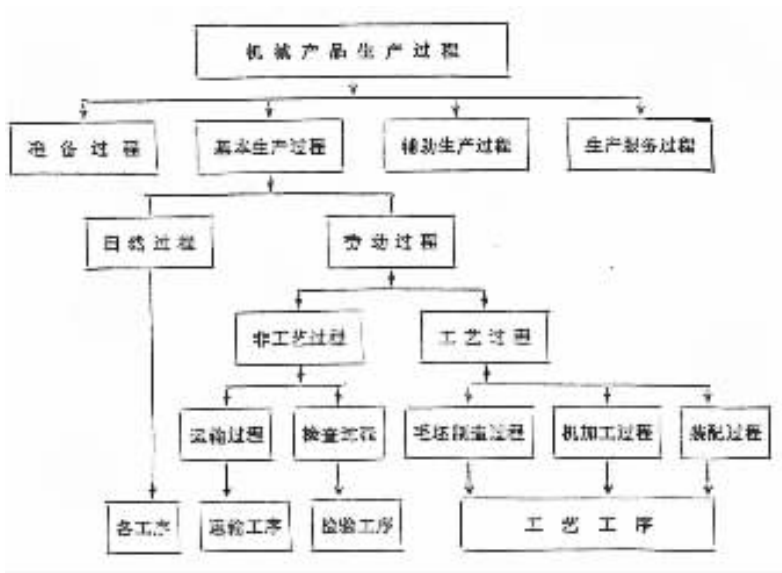 机械产品生产过程
准备过程
基本生产过程
辅助生产过程
生产服务过程
自然过程
劳动过程
非工艺过程
工艺过程
运输过程
检查过程
毛坯制造过程
机加工过程
装配过程
各工序
运输工序
检验工序
工艺工序